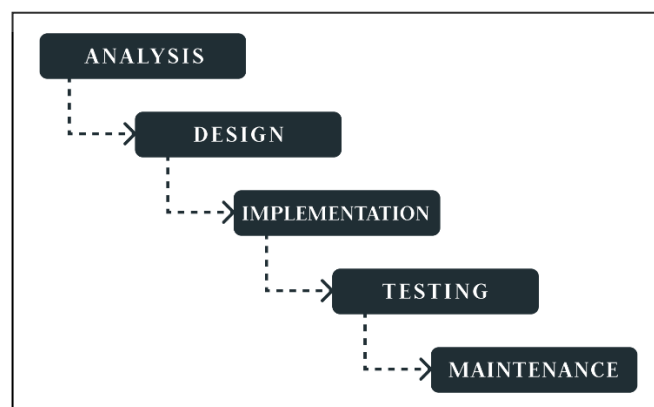 ANALYSIS
DESIGN
IMPLEMENTATION
TESTING
MAINTENANCE